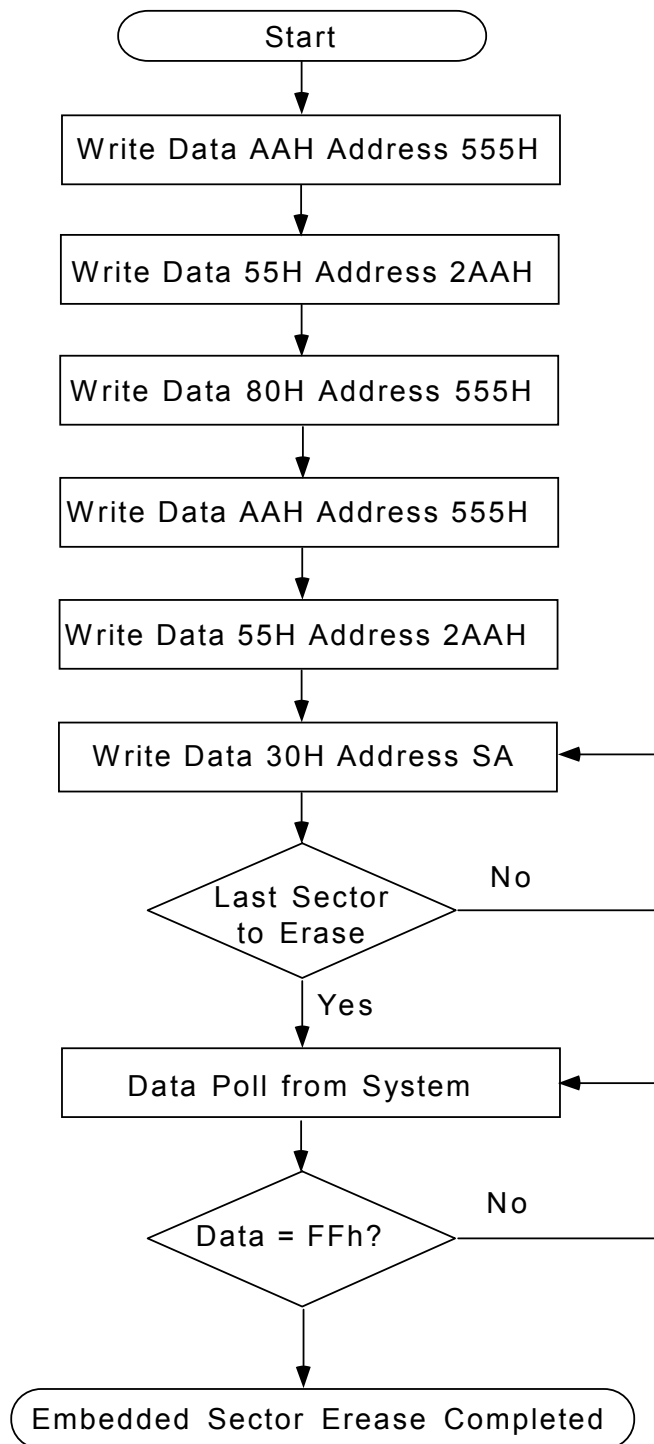 Start
Write Data AAH Address 555H
Write Data 55H Address 2AAH
Write Data 80H Address 555H
Write Data AAH Address 555H
Write Data 55H Address 2AAH
Write Data 30H Address SA
Last Sector
to Erase
No
Yes
Data Poll from System
Data = FFh?
No
Embedded Sector Erease Completed